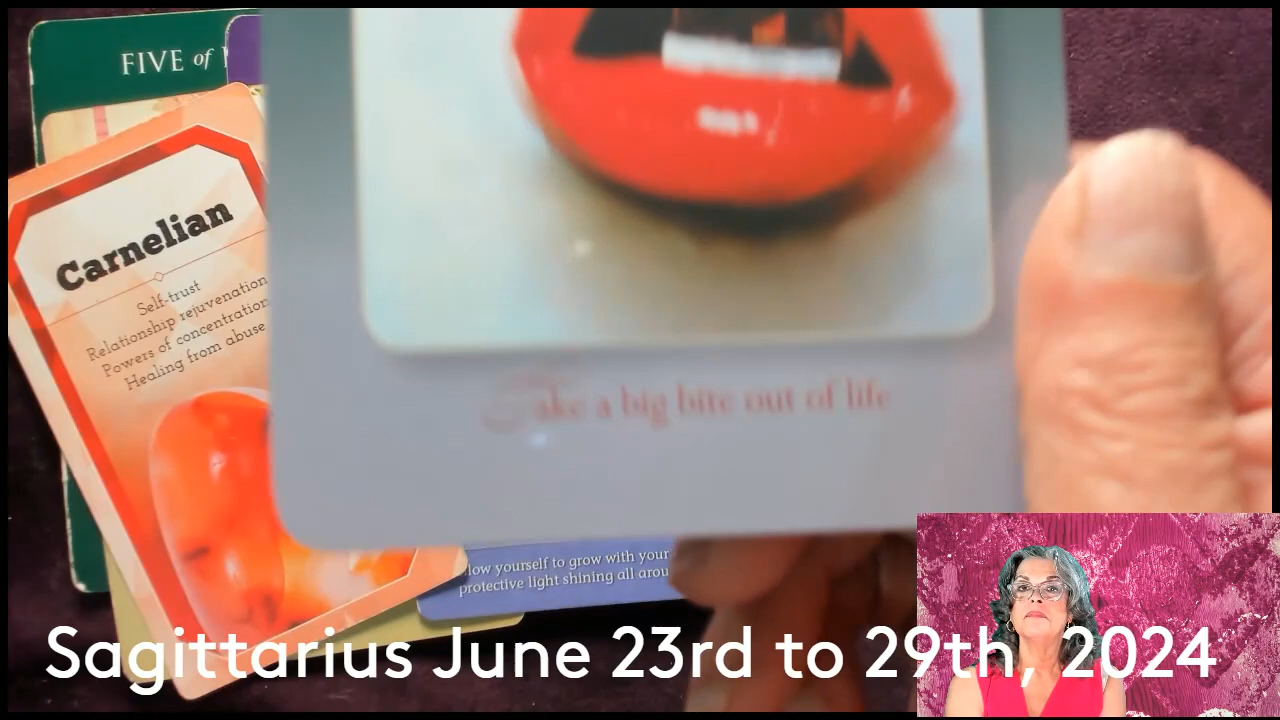 FIVE of
Carnelian
Self-trust
Relationship rejuvenation
Powers of concentration
Healing from abuse
Take a big bite out of life
low yourself to grow with your
protective light shining all arou
Sagittarius June 23rd to 29th, 2024